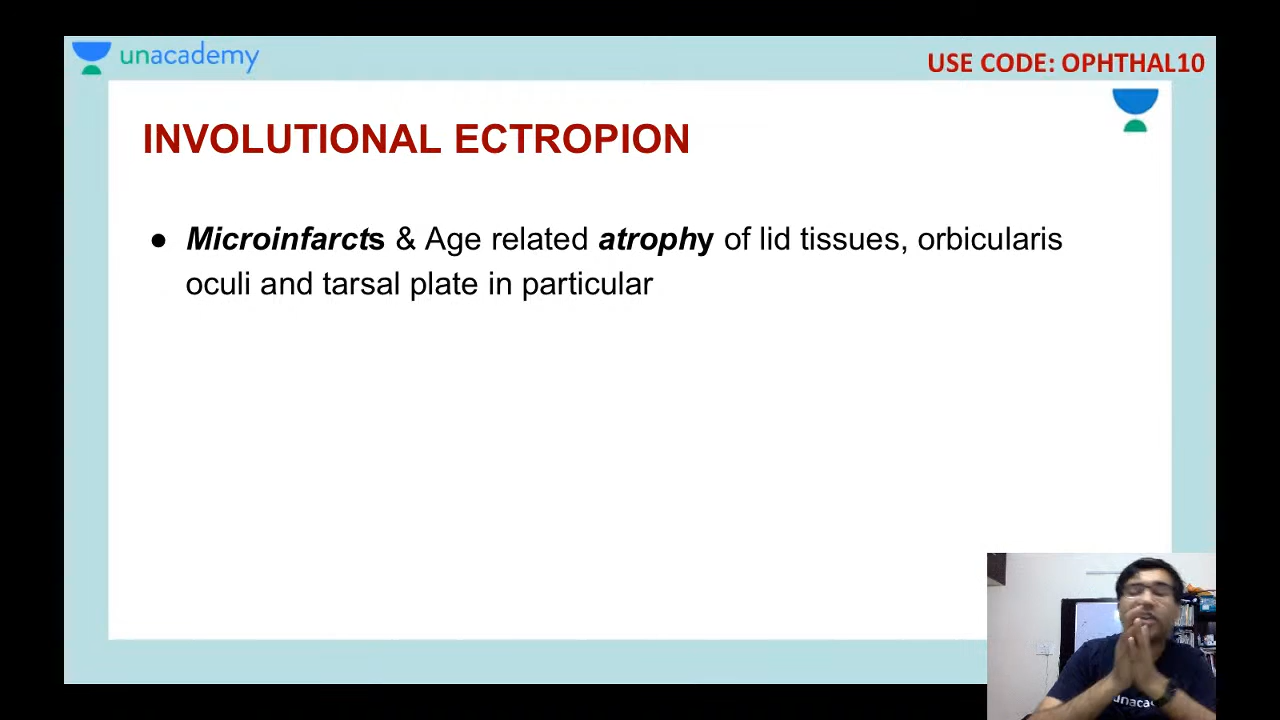 unacademy
USE CODE: OPHTHAL10
INVOLUTIONAL ECTROPION
● Microinfarcts & Age related atrophy of lid tissues, orbicularis
oculi and tarsal plate in particular
unaca